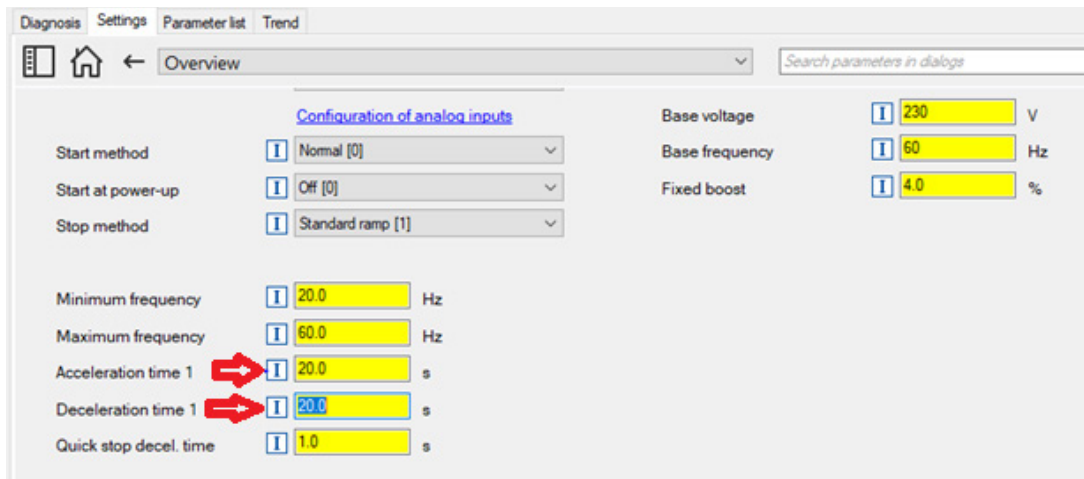 Diagnosis Settings Parameter list Trend
Overview
Search parameters in dialogs
Configuration of analog inputs
Start method I Normal [0]
Start at power-up I Off [0]
Stop method I Standard ramp [1]
Base voltage I 230 V
Base frequency I 60 Hz
Fixed boost I 4.0 %
Minimum frequency I 20.0 Hz
Maximum frequency I 60.0 Hz
Acceleration time 1 I 20.0 s
Deceleration time 1 I 20.0 s
Quick stop decel. time I 1.0 s